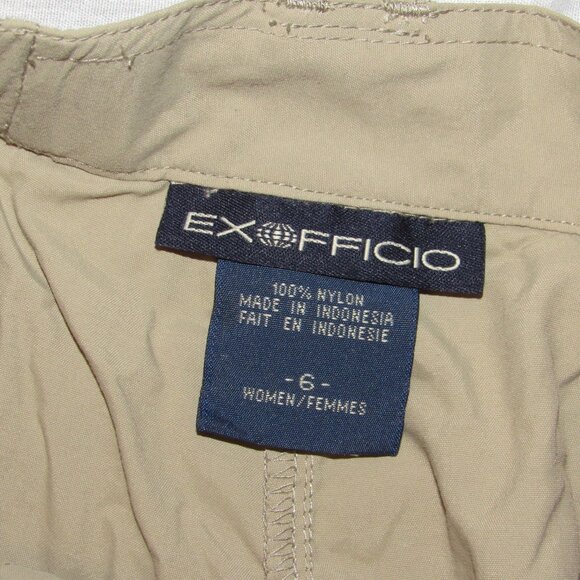 EXOFFICIO
100% NYLON
MADE IN INDONESIA
FAIT EN INDONESIE
-6-
WOMEN/FEMMES